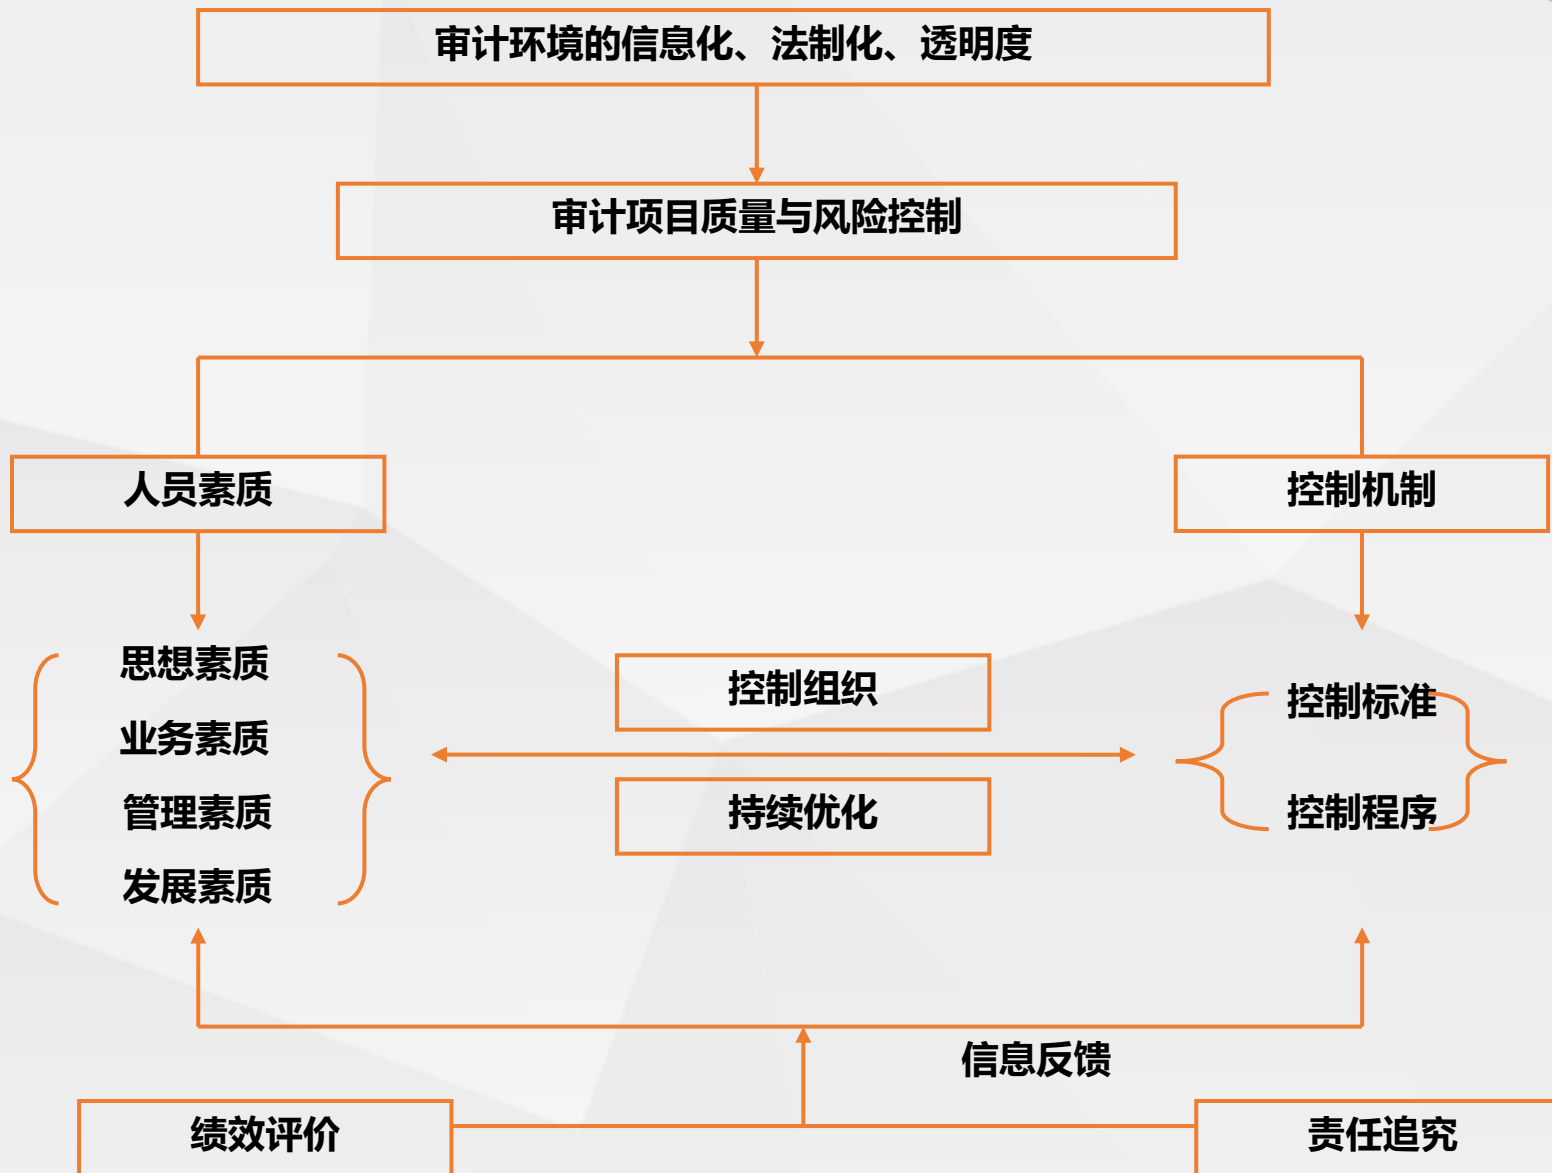 审计环境的信息化、法制化、透明度
审计项目质量与风险控制
人员素质
控制机制
思想素质
业务素质
管理素质
发展素质
控制组织
持续优化
控制标准
控制程序
信息反馈
绩效评价
责任追究